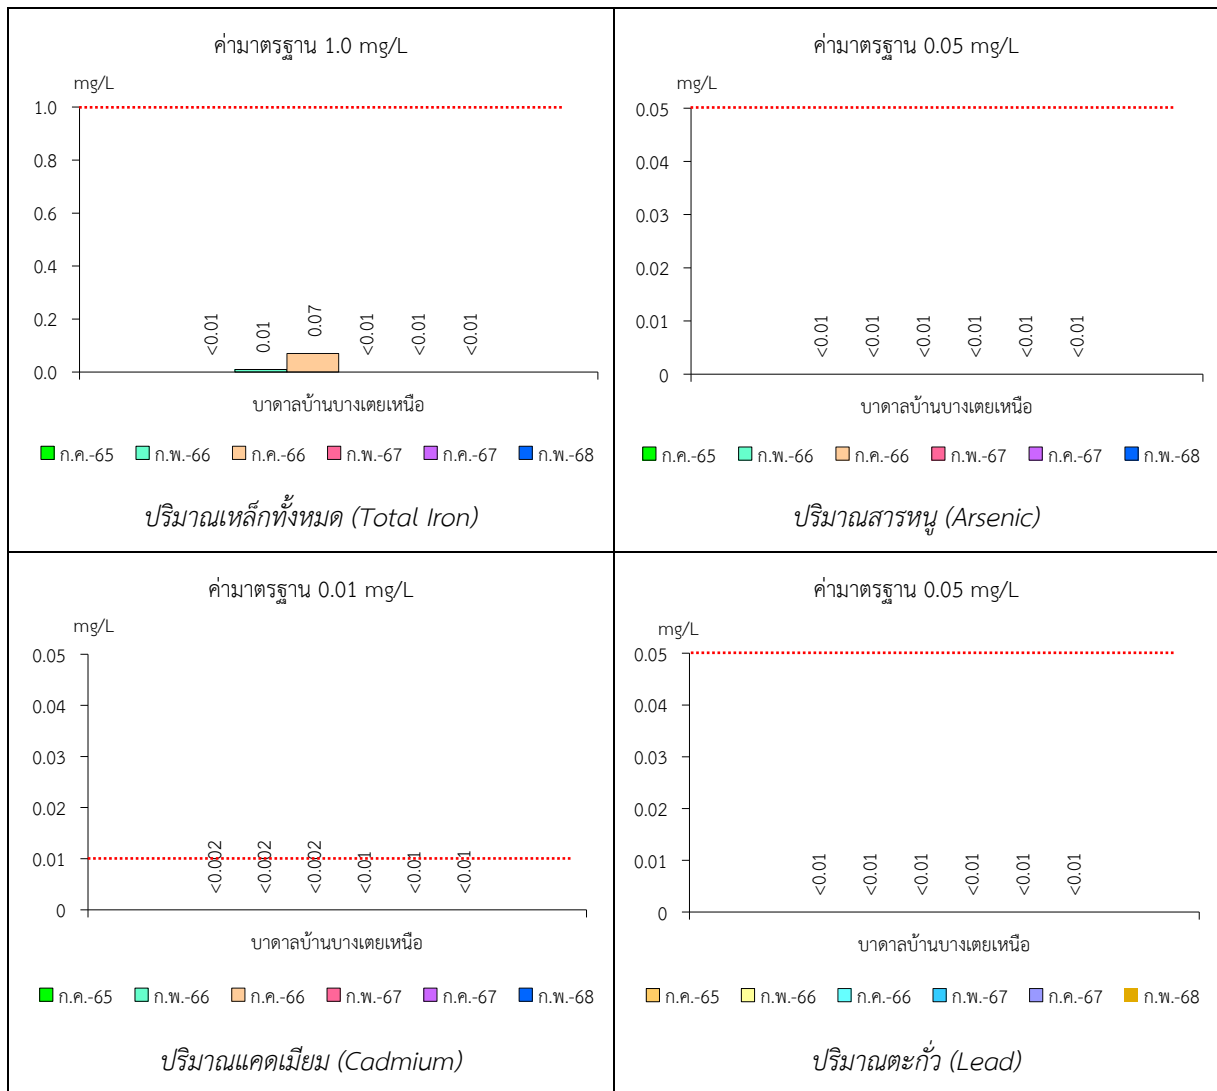 ค่ามาตรฐาน 1.0 mg/L
mg/L
1.0
0.8
0.6
0.4
0.2
0.0
<0.01
0.01
0.07
<0.01
<0.01
<0.01
บาดาลบ้านบางเตยเหนือ
ก.ค.-65 ก.พ.-66 ก.ค.-66 ก.พ.-67 ก.ค.-67 ก.พ.-68
ปริมาณเหล็กทั้งหมด (Total Iron)
ค่ามาตรฐาน 0.05 mg/L
mg/L
0.05
0.04
0.03
0.02
0.01
0
<0.01
<0.01
<0.01
<0.01
<0.01
<0.01
บาดาลบ้านบางเตยเหนือ
ก.ค.-65 ก.พ.-66 ก.ค.-66 ก.พ.-67 ก.ค.-67 ก.พ.-68
ปริมาณสารหนู (Arsenic)
ค่ามาตรฐาน 0.01 mg/L
mg/L
0.05
0.04
0.03
0.02
0.01
0
<0.002
<0.002
<0.002
<0.01
<0.01
<0.01
บาดาลบ้านบางเตยเหนือ
ก.ค.-65 ก.พ.-66 ก.ค.-66 ก.พ.-67 ก.ค.-67 ก.พ.-68
ปริมาณแคดเมียม (Cadmium)
ค่ามาตรฐาน 0.05 mg/L
mg/L
0.05
0.04
0.03
0.02
0.01
0
<0.01
<0.01
<0.01
<0.01
<0.01
<0.01
บาดาลบ้านบางเตยเหนือ
ก.ค.-65 ก.พ.-66 ก.ค.-66 ก.พ.-67 ก.ค.-67 ก.พ.-68
ปริมาณตะกั่ว (Lead)